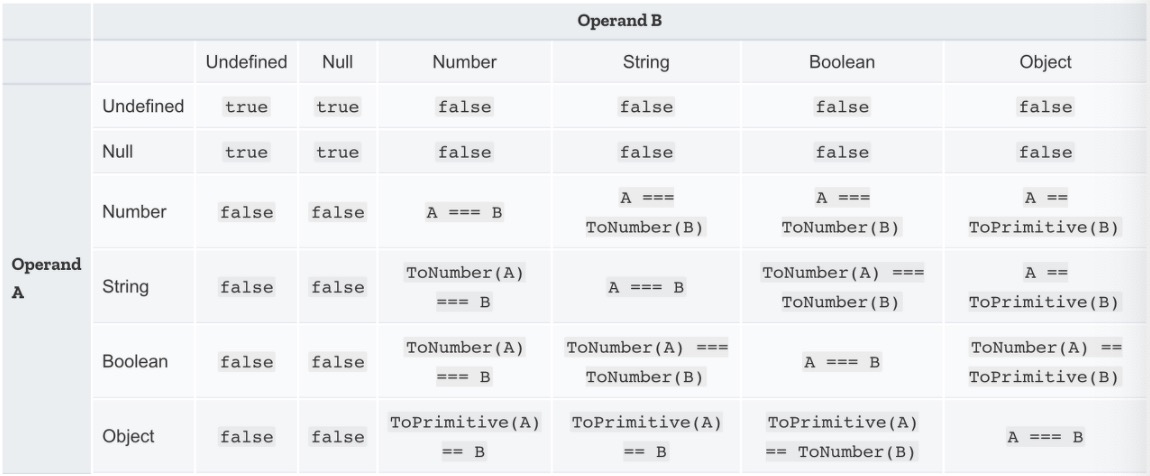 Operand B
Undefined Null Number String Boolean Object
Undefined true true false false false false
Null true true false false false false
A === A === A ==
Number false false A === B
ToNumber(B) ToNumber(B) ToPrimitive(B)
Operand
A
ToNumber(A) ToNumber(A) === A ==
String false false A === B
=== B ToNumber(B) ToPrimitive(B)
ToNumber(A) ToNumber(A) === ToNumber(A) ==
Boolean false false A === B
=== B ToNumber(B) ToPrimitive(B)
ToPrimitive(A) ToPrimitive(A) ToPrimitive(A)
Object false false A === B
== B == B == ToNumber(B)